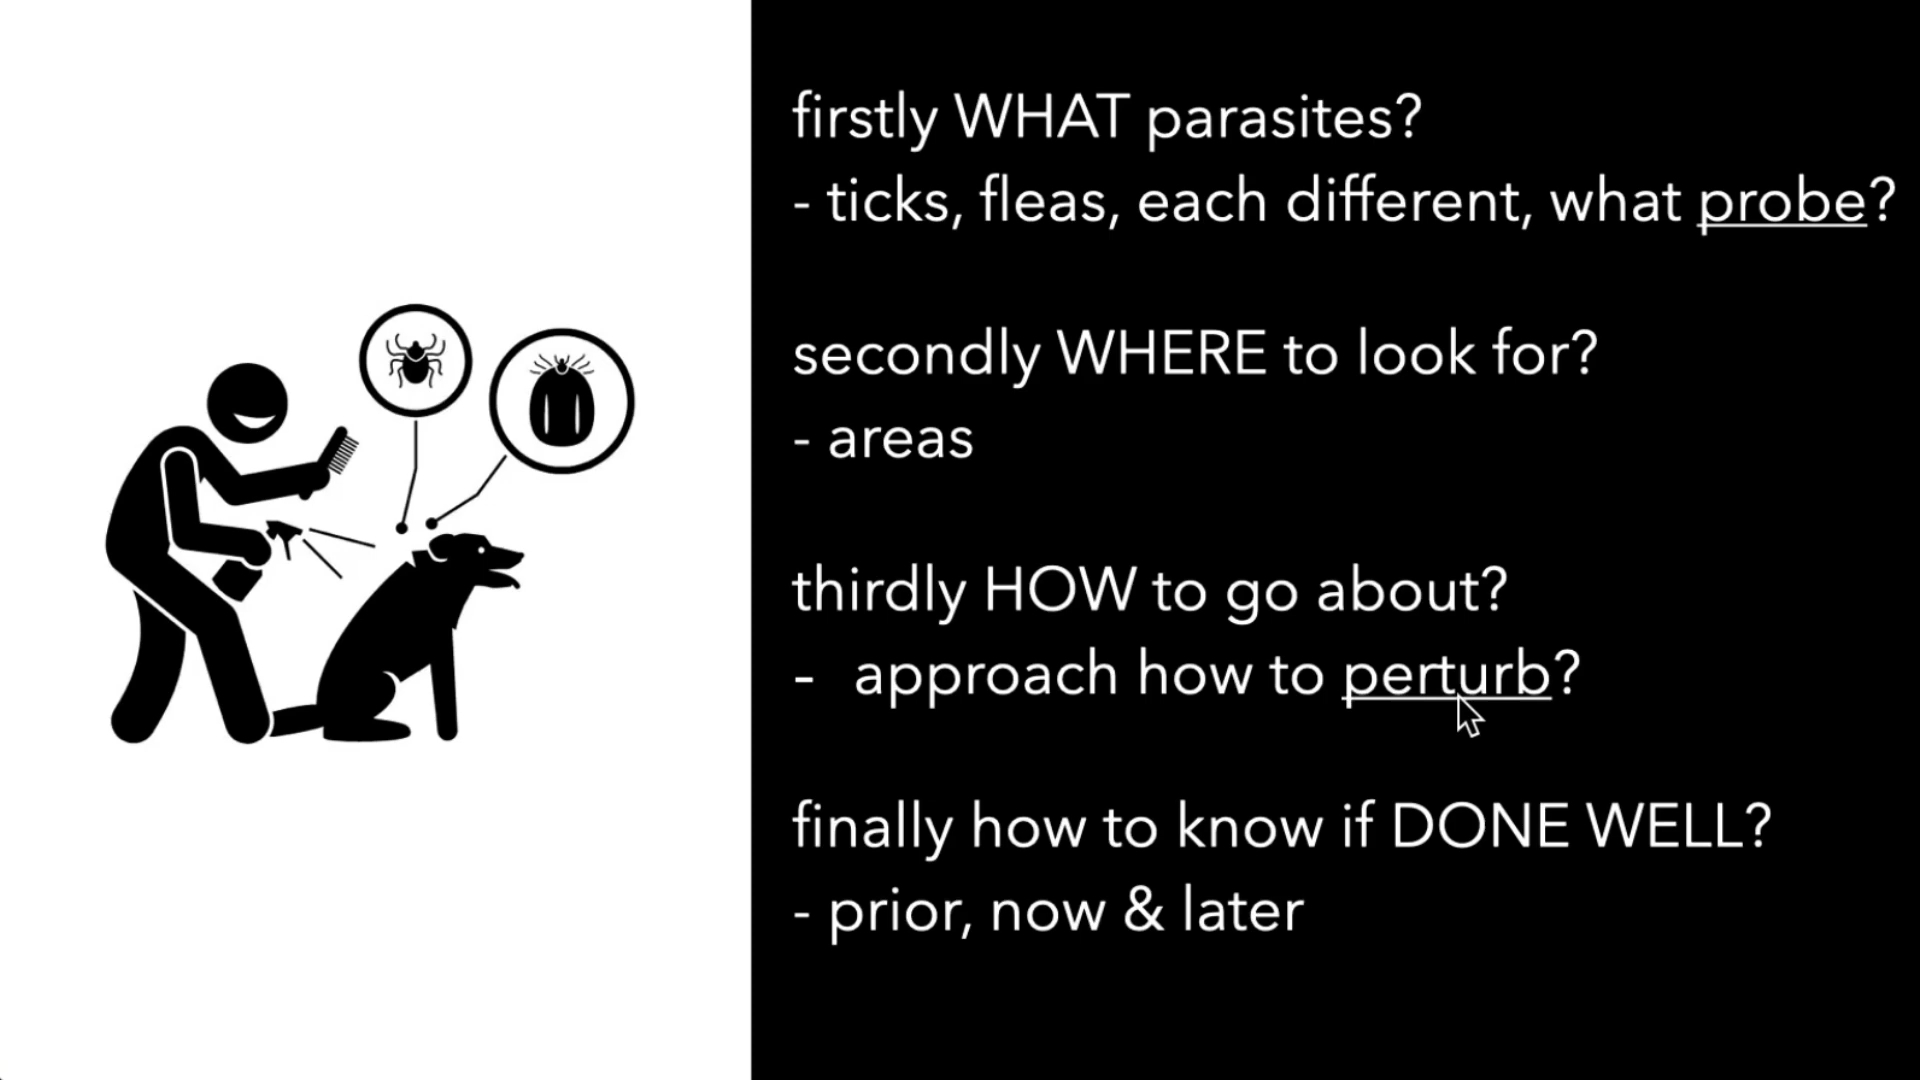 firstly WHAT parasites?
- ticks, fleas, each different, what probe?
secondly WHERE to look for?
- areas
thirdly HOW to go about?
- approach how to perturb?
finally how to know if DONE WELL?
- prior, now & later